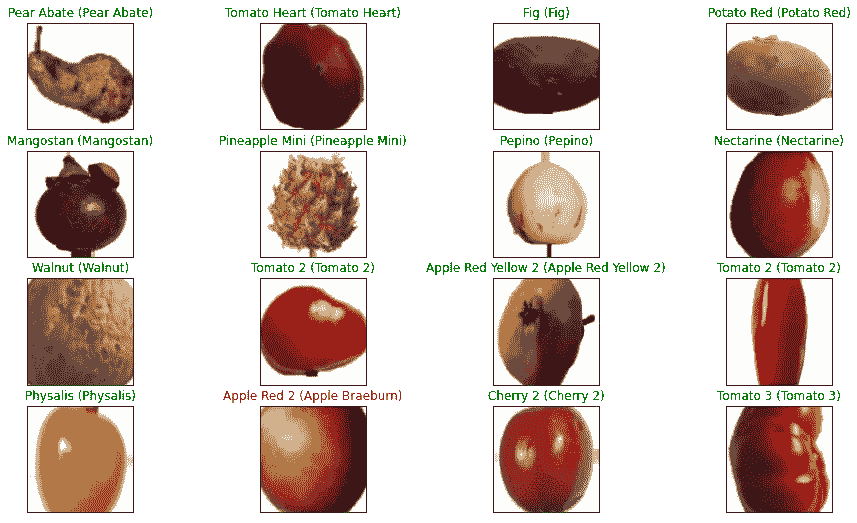 Pear Abate (Pear Abate)
Tomato Heart (Tomato Heart)
Fig (Fig)
Potato Red (Potato Red)
Mangostan (Mangostan)
Pineapple Mini (Pineapple Mini)
Pepino (Pepino)
Nectarine (Nectarine)
Walnut (Walnut)
Tomato 2 (Tomato 2)
Apple Red Yellow 2 (Apple Red Yellow 2)
Tomato 2 (Tomato 2)
Physalis (Physalis)
Apple Red 2 (Apple Braeburn)
Cherry 2 (Cherry 2)
Tomato 3 (Tomato 3)